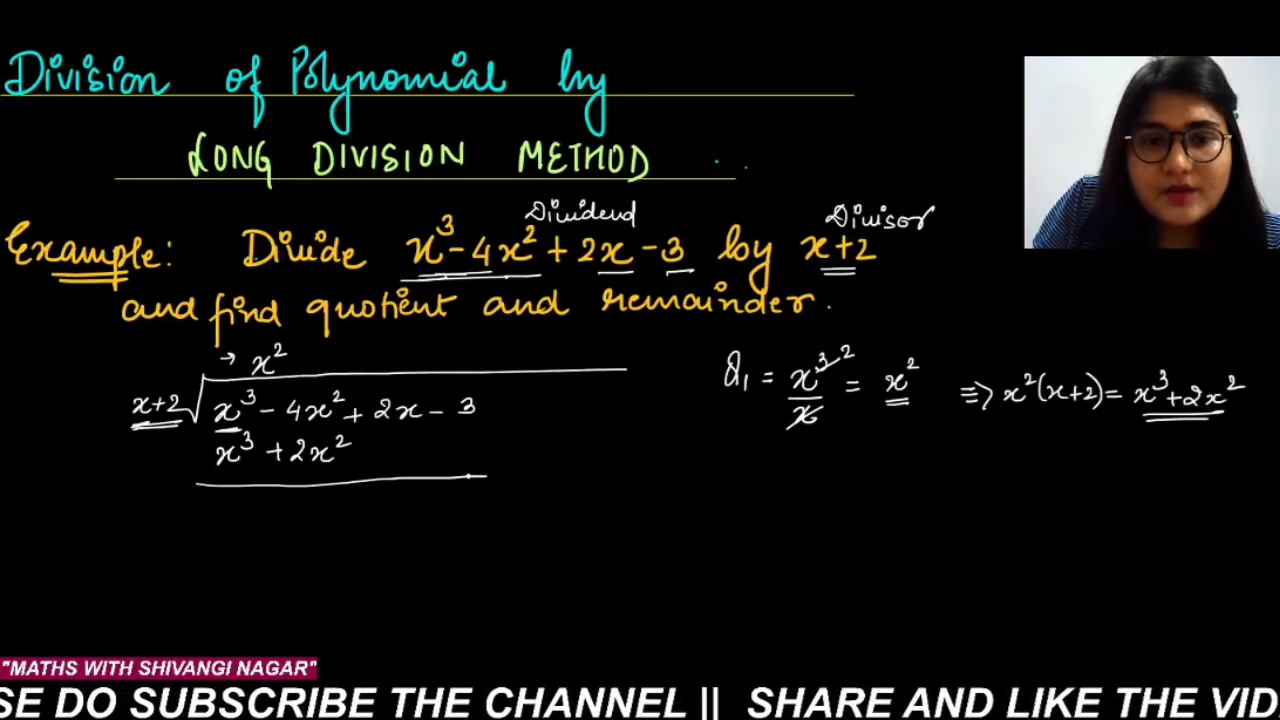 Division of Polynomial by
LONG DIVISION METHOD
Dividend
Divisor
Example: Divide x³ - 4x² + 2x - 3 by x+2
and find quotient and remainder.
→ x²
x+2 √ x³ - 4x² + 2x - 3
x³ + 2x²
Q₁ = x³/x = x² ⇒ x²(x+2) = x³+2x²
2
"MATHS WITH SHIVANGI NAGAR"
SE DO SUBSCRIBE THE CHANNEL || SHARE AND LIKE THE VID